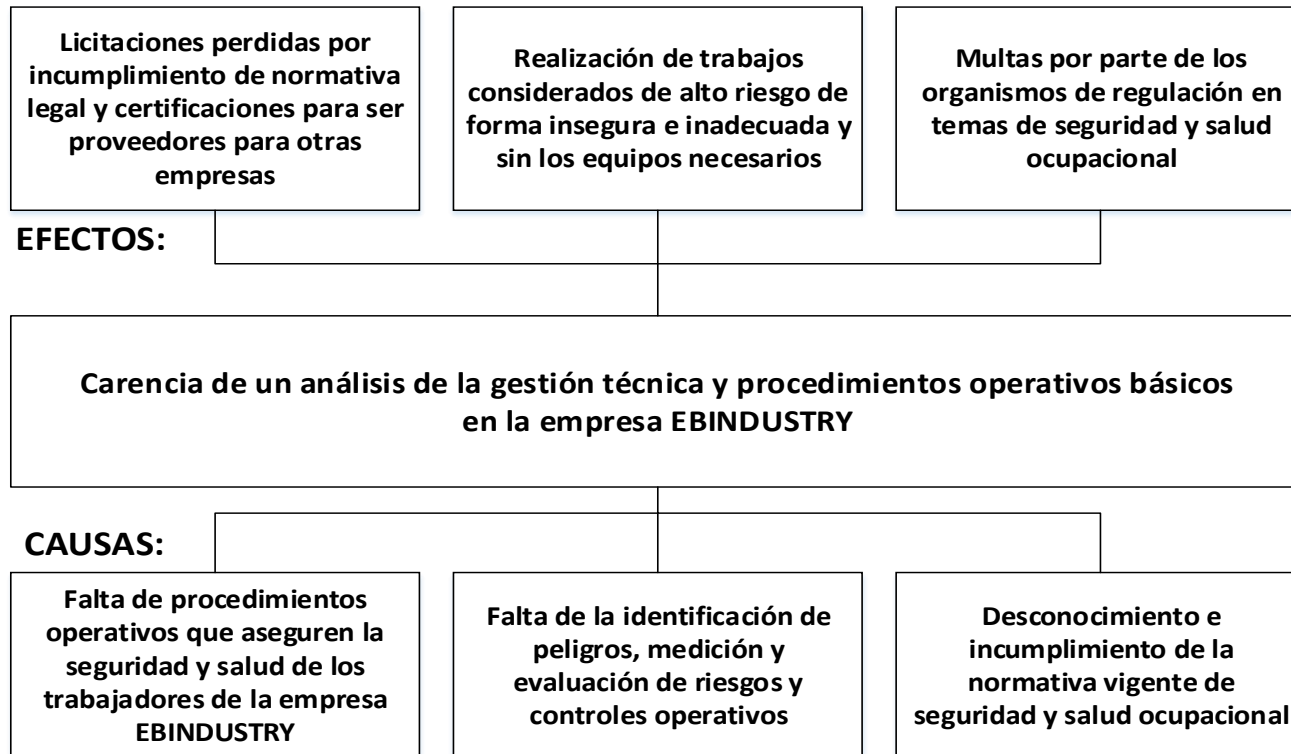 Licitaciones perdidas por
incumplimiento de normativa
legal y certificaciones para ser
proveedores para otras
empresas
Realización de trabajos
considerados de alto riesgo de
forma insegura e inadecuada y
sin los equipos necesarios
Multas por parte de los
organismos de regulación en
temas de seguridad y salud
ocupacional
EFECTOS:
Carencia de un análisis de la gestión técnica y procedimientos operativos básicos
en la empresa EBINDUSTRY
CAUSAS:
Falta de procedimientos
operativos que aseguren la
seguridad y salud de los
trabajadores de la empresa
EBINDUSTRY
Falta de la identificación de
peligros, medición y
evaluación de riesgos y
controles operativos
Desconocimiento e
incumplimiento de la
normativa vigente de
seguridad y salud ocupacional